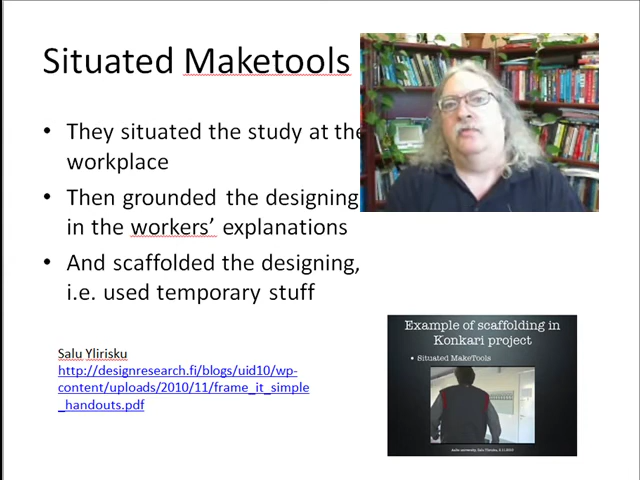 Situated Maketools
• They situated the study at the
workplace
• Then grounded the designing
in the workers’ explanations
• And scaffolded the designing,
i.e. used temporary stuff
Salu Ylirisku
http://designresearch.fi/blogs/uid10/wp-
content/uploads/2010/11/frame_it_simple
_handouts.pdf
Example of scaffolding in
Konkari project
• Situated MakeTools